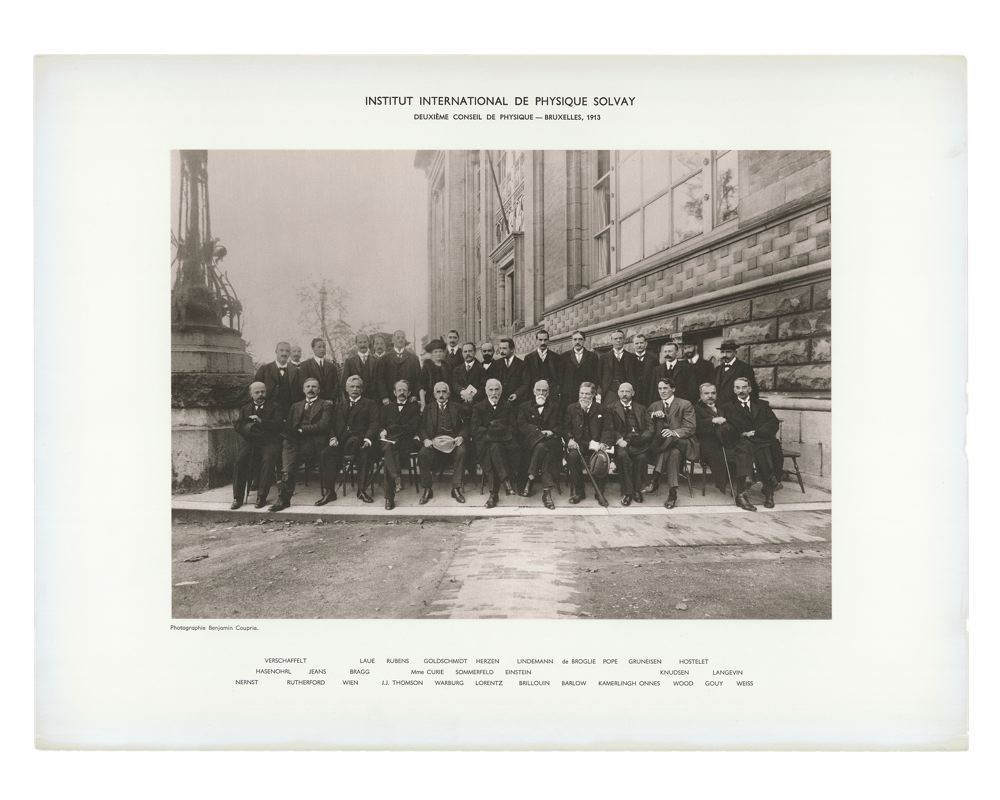 INSTITUT INTERNATIONAL DE PHYSIQUE SOLVAY
DEUXIÈME CONSEIL DE PHYSIQUE — BRUXELLES, 1913
Photographie Benjamin Couprie.
VERSCHAFFELT LAUE RUBENS GOLDSCHMIDT HERZEN LINDEMANN de BROGLIE POPE GRUNEISEN HOSTELET
HASENOHRL JEANS BRAGG Mme CURIE SOMMERFELD EINSTEIN KNUDSEN LANGEVIN
NERNST RUTHERFORD WIEN J.J. THOMSON WARBURG LORENTZ BRILLOUIN BARLOW KAMERLINGH ONNES WOOD GOUY WEISS